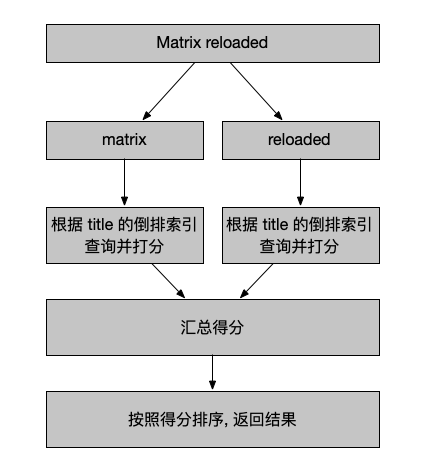 Matrix reloaded
matrix
reloaded
根据 title 的倒排索引
查询并打分
根据 title 的倒排索引
查询并打分
汇总得分
按照得分排序, 返回结果